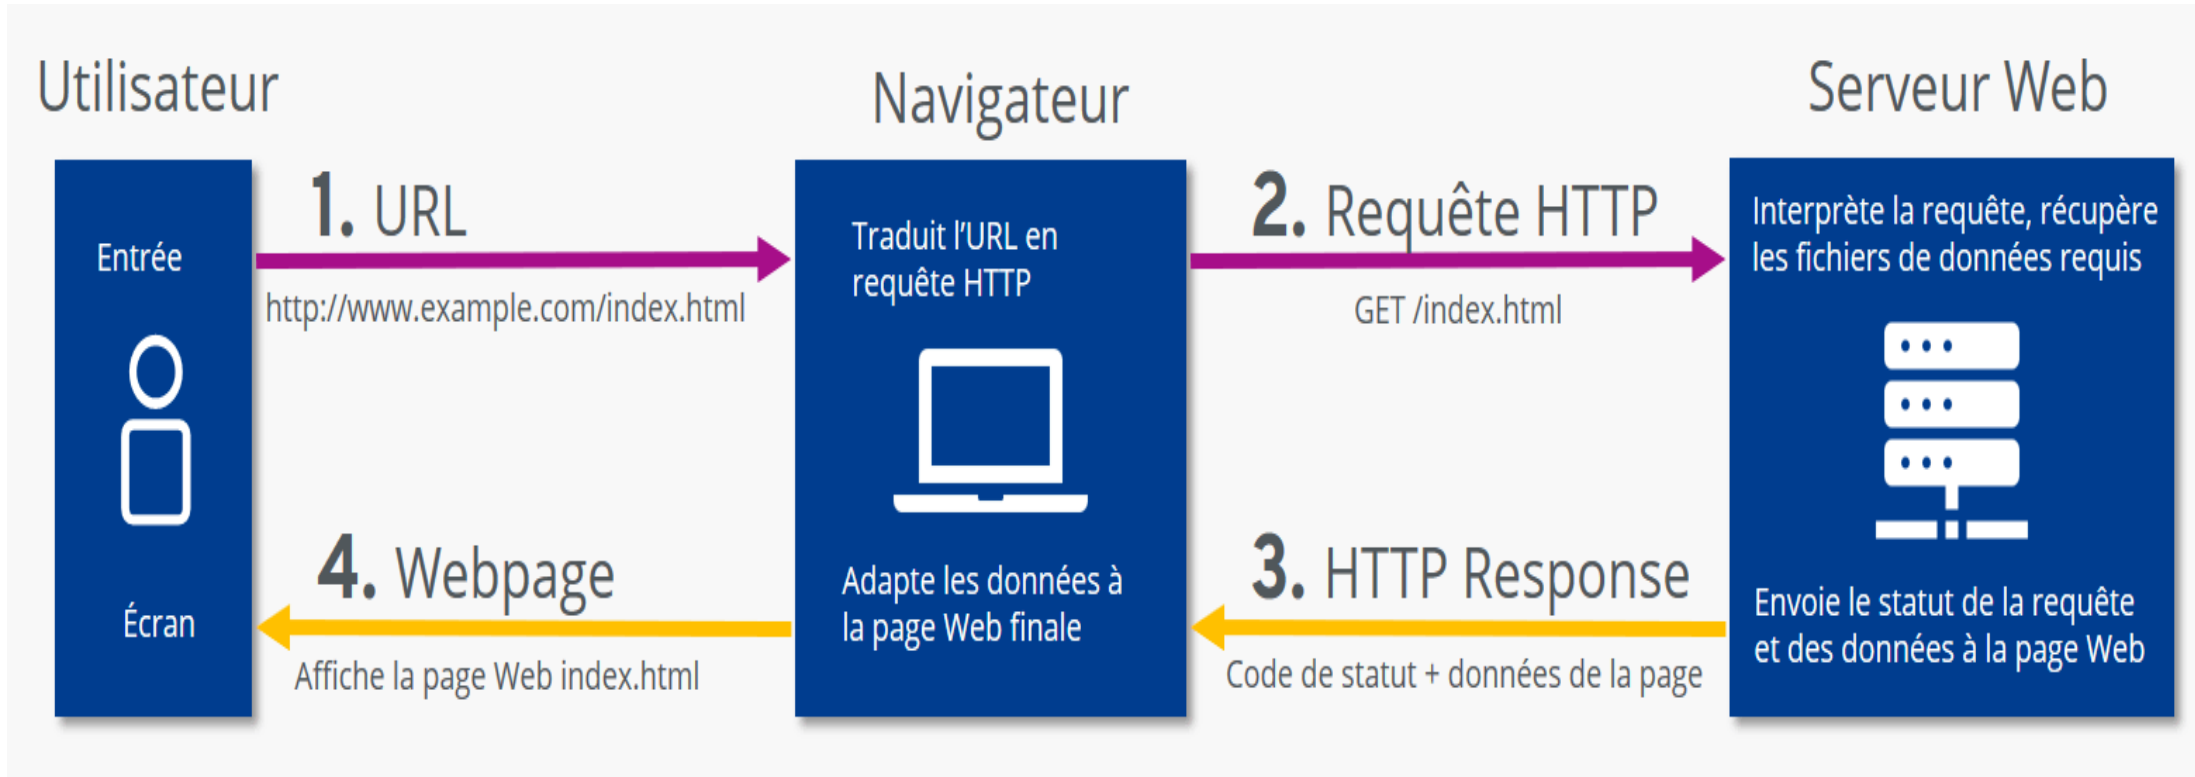 Utilisateur
Navigateur
Serveur Web
Entrée
1. URL
http://www.example.com/index.html
Traduit l'URL en
requête HTTP
2. Requête HTTP
GET /index.html
Interprète la requête, récupère
les fichiers de données requis
Écran
4. Webpage
Affiche la page Web index.html
Adapte les données à
la page Web finale
3. HTTP Response
Code de statut + données de la page
Envoie le statut de la requête
et des données à la page Web